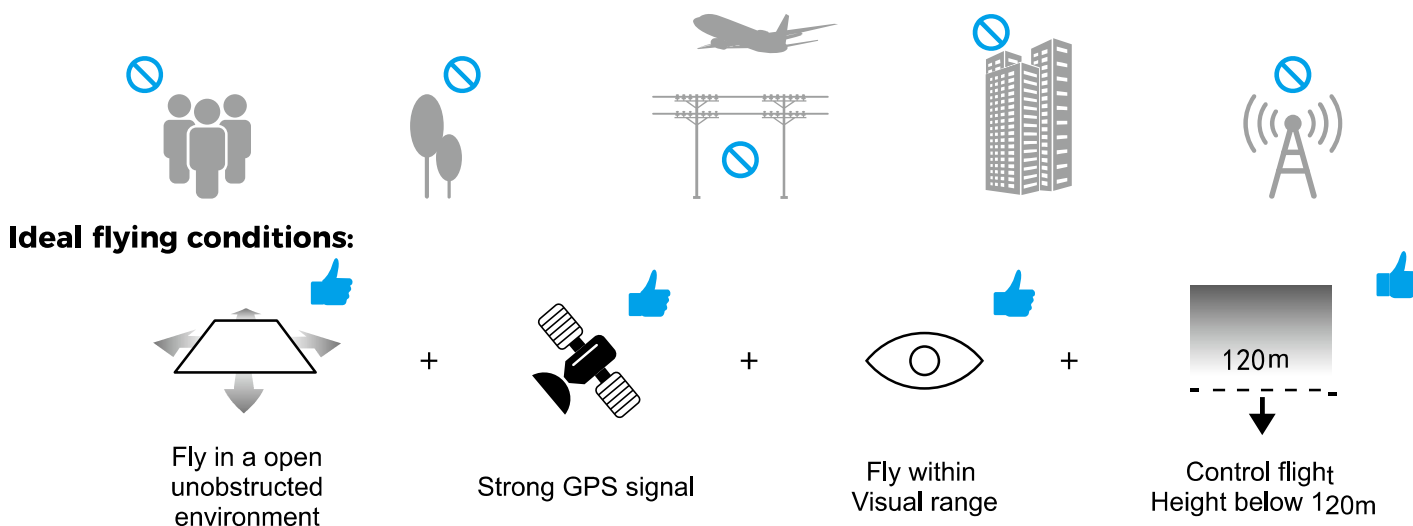 Ideal flying conditions:
120m
+
+
+
Fly in a open
unobstructed
environment
Strong GPS signal
Fly within
Visual range
Control flight
Height below 120m